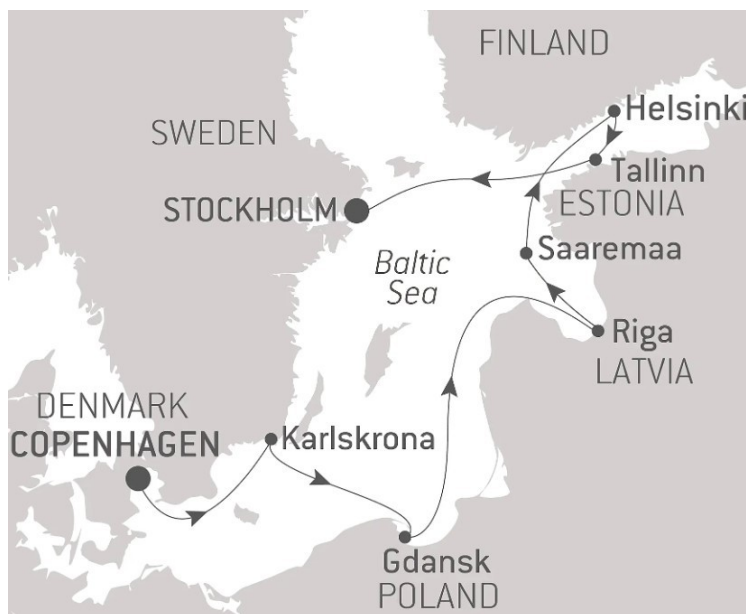 FINLAND
Helsinki
SWEDEN
Tallinn
ESTONIA
STOCKHOLM
Saaremaa
Baltic
Sea
Riga
LATVIA
DENMARK
COPENHAGEN
Karlskrona
Gdansk
POLAND